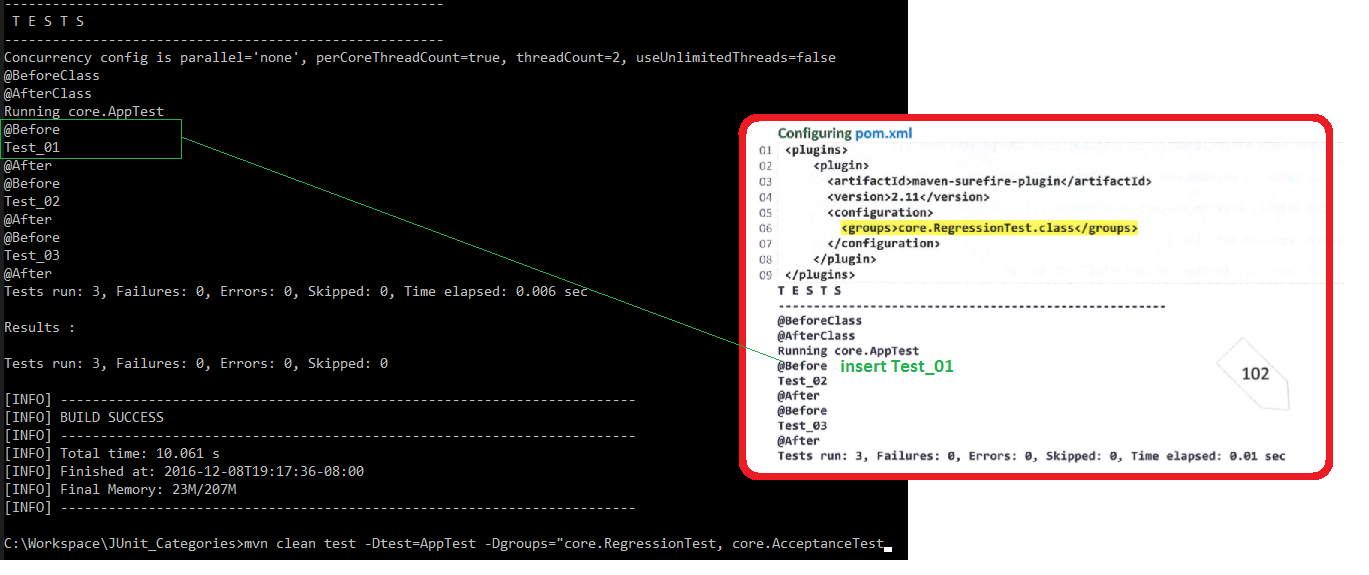 ------------------------------------------------------
T E S T S
------------------------------------------------------
Concurrency config is parallel='none', perCoreThreadCount=true, threadCount=2, useUnlimitedThreads=false
@BeforeClass
@AfterClass
Running core.AppTest
@Before
Test_01
@After
@Before
Test_02
@After
@Before
Test_03
@After
Tests run: 3, Failures: 0, Errors: 0, Skipped: 0, Time elapsed: 0.006 sec
Results :
Tests run: 3, Failures: 0, Errors: 0, Skipped: 0
[INFO] ------------------------------------------------------------------------
[INFO] BUILD SUCCESS
[INFO] ------------------------------------------------------------------------
[INFO] Total time: 10.061 s
[INFO] Finished at: 2016-12-08T19:17:36-08:00
[INFO] Final Memory: 23M/207M
[INFO] ------------------------------------------------------------------------
C:\Workspace\JUnit_Categories>mvn clean test -Dtest=AppTest -Dgroups="core.RegressionTest, core.AcceptanceTest
Configuring pom.xml
01 <plugins>
02 <plugin>
03 <artifactId>maven-surefire-plugin</artifactId>
04 <version>2.11</version>
05 <configuration>
06 <groups>core.RegressionTest.class</groups>
07 </configuration>
08 </plugin>
09 </plugins>
T E S T S
------------------------------------------------------
@BeforeClass
@AfterClass
Running core.AppTest
@Before insert Test_01
Test_02
@After
@Before
Test_03
@After
Tests run: 3, Failures: 0, Errors: 0, Skipped: 0, Time elapsed: 0.01 sec
102